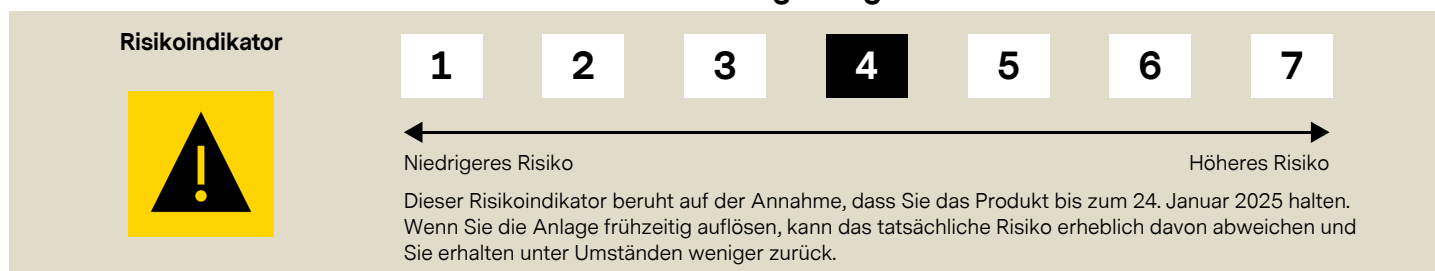 Risikoindikator
1 2 3 4 5 6 7
Niedrigeres Risiko Höheres Risiko
Dieser Risikoindikator beruht auf der Annahme, dass Sie das Produkt bis zum 24. Januar 2025 halten.
Wenn Sie die Anlage frühzeitig auflösen, kann das tatsächliche Risiko erheblich davon abweichen und
Sie erhalten unter Umständen weniger zurück.